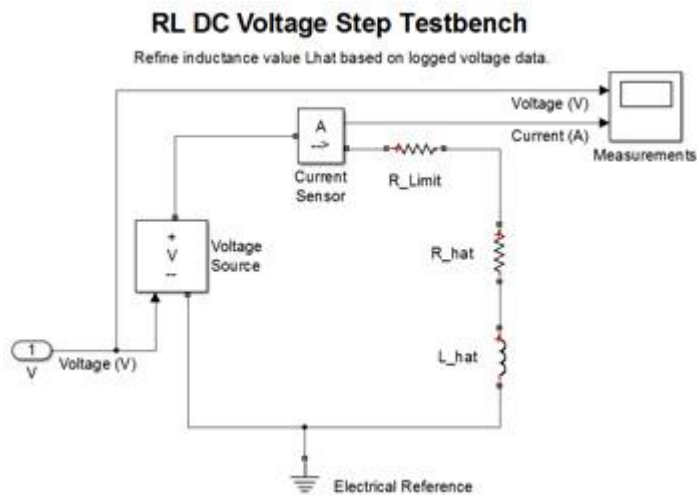 RL DC Voltage Step Testbench
Refine inductance value Lhat based on logged voltage data.
Voltage (V)
A
-->
Current (A)
Measurements
Current
Sensor
R_Limit
+
V
--
Voltage
Source
R_hat
1
V
Voltage (V)
L_hat
Electrical Reference